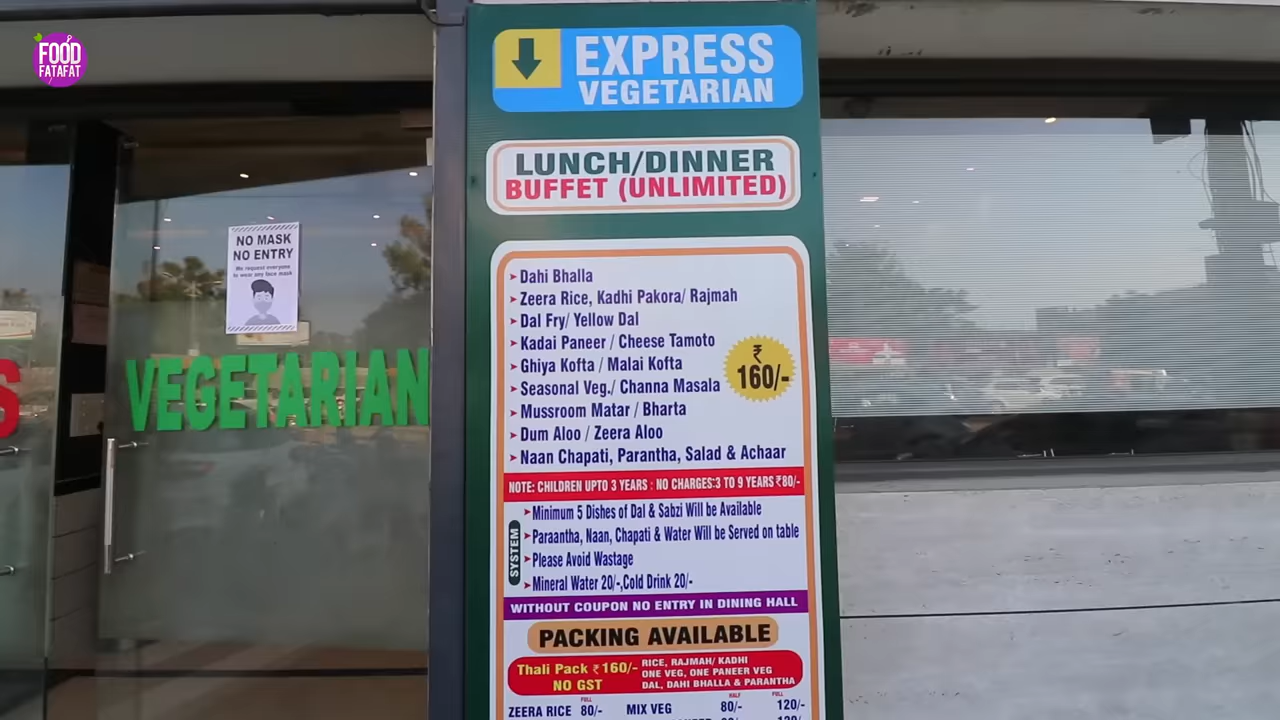 FOOD
FATAFAT
EXPRESS
VEGETARIAN
LUNCH/DINNER
BUFFET (UNLIMITED)
NO MASK
NO ENTRY
We request everyone
to wear any face mask
VEGETARIAN
S
Dahi Bhalla
Zeera Rice, Kadhi Pakora/ Rajmah
Dal Fry/ Yellow Dal
Kadai Paneer / Cheese Tamoto
Ghiya Kofta / Malai Kofta
Seasonal Veg./ Channa Masala
Mussroom Matar / Bharta
Dum Aloo / Zeera Aloo
Naan Chapati, Parantha, Salad & Achaar
₹
160/-
NOTE: CHILDREN UPTO 3 YEARS : NO CHARGES:3 TO 9 YEARS ₹80/-
SYSTEM
Minimum 5 Dishes of Dal & Sabzi Will be Available
Paraantha, Naan, Chapati & Water Will be Served on table
Please Avoid Wastage
Mineral Water 20/-,Cold Drink 20/-
WITHOUT COUPON NO ENTRY IN DINING HALL
PACKING AVAILABLE
Thali Pack ₹ 160/-
NO GST
RICE, RAJMAH/ KADHI
ONE VEG, ONE PANEER VEG
DAL, DAHI BHALLA & PARANTHA
FULL HALF FULL
ZEERA RICE 80/- MIX VEG 80/- 120/-